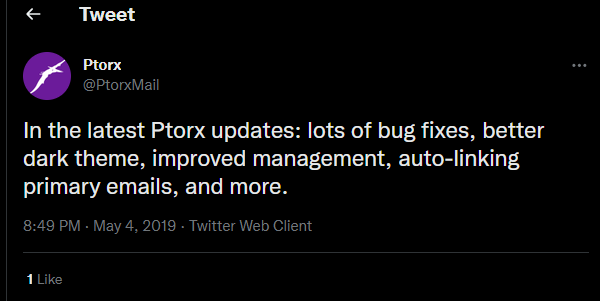 Tweet
Ptorx
@PtorxMail
In the latest Ptorx updates: lots of bug fixes, better
dark theme, improved management, auto-linking
primary emails, and more.
8:49 PM · May 4, 2019 · Twitter Web Client
1 Like